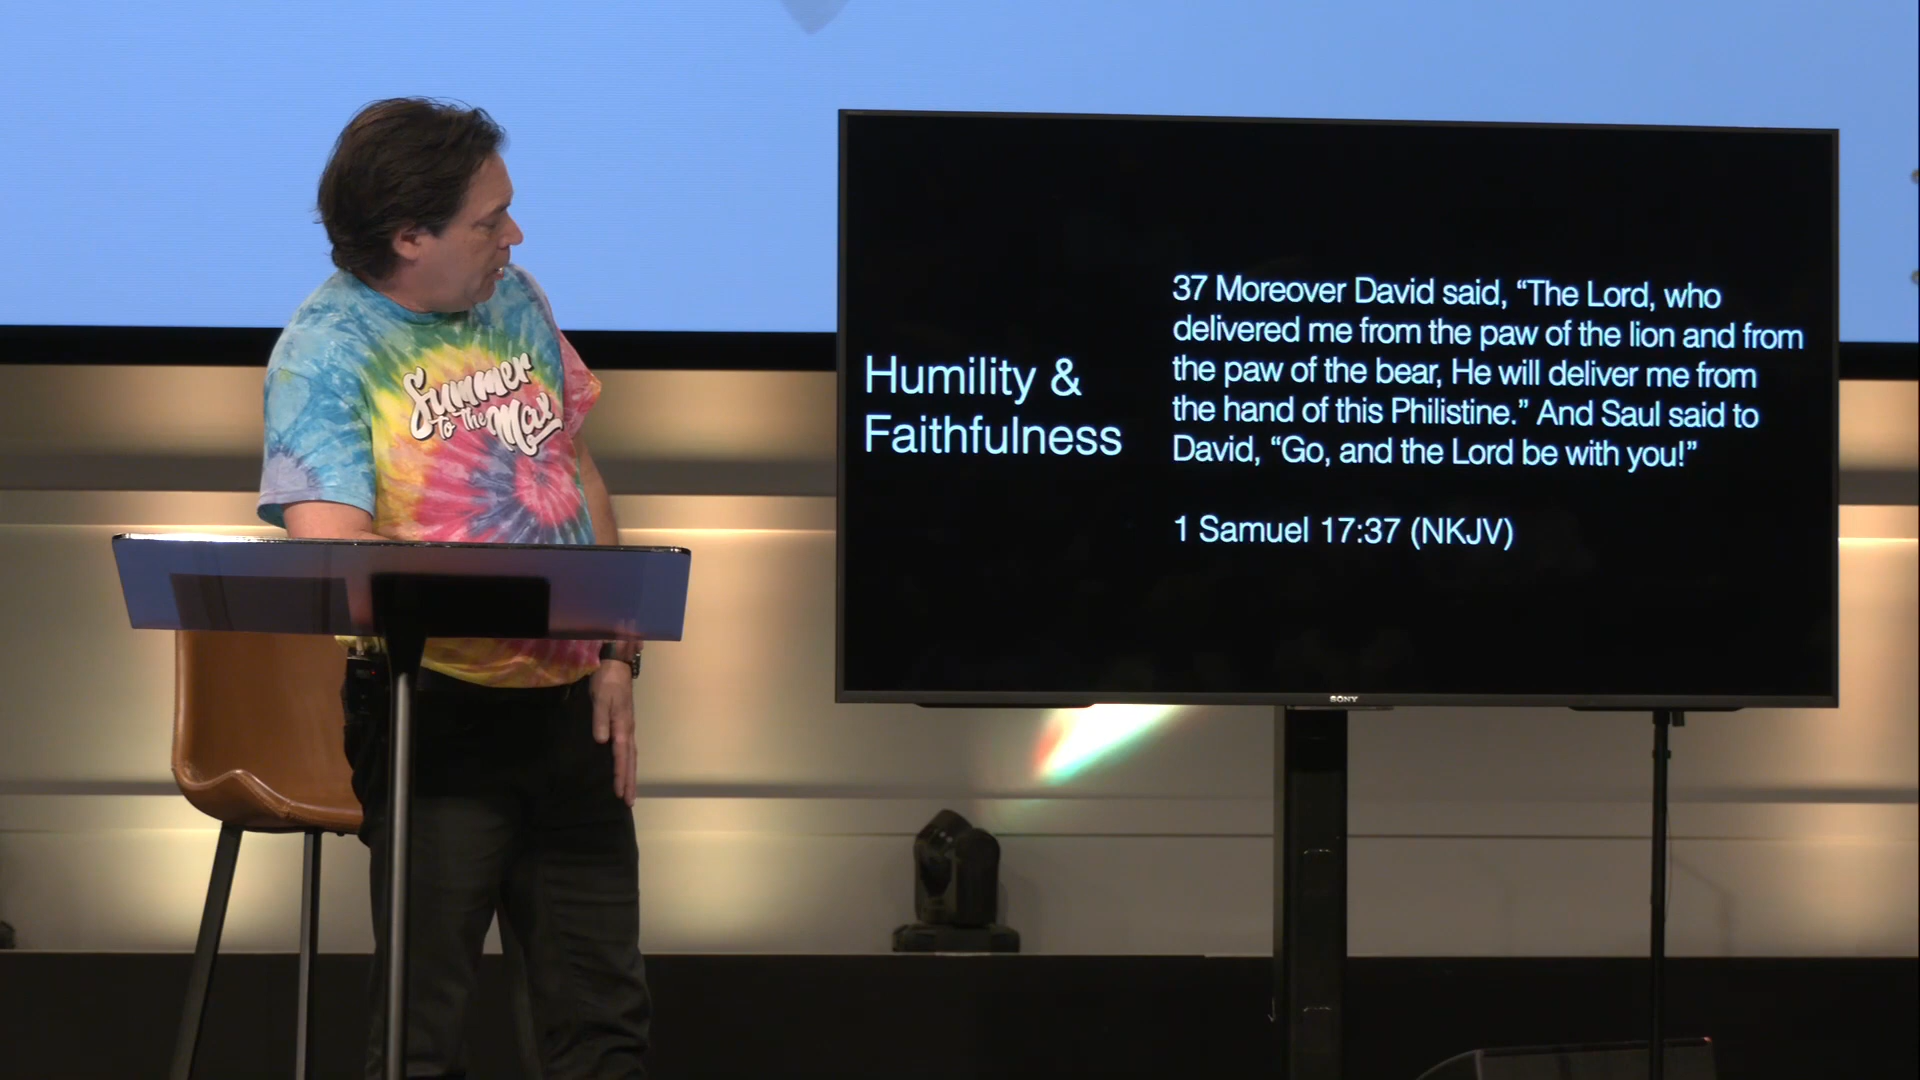 Summer
to the Max
Humility &
Faithfulness
37 Moreover David said, “The Lord, who
delivered me from the paw of the lion and from
the paw of the bear, He will deliver me from
the hand of this Philistine.” And Saul said to
David, “Go, and the Lord be with you!”
1 Samuel 17:37 (NKJV)
SONY